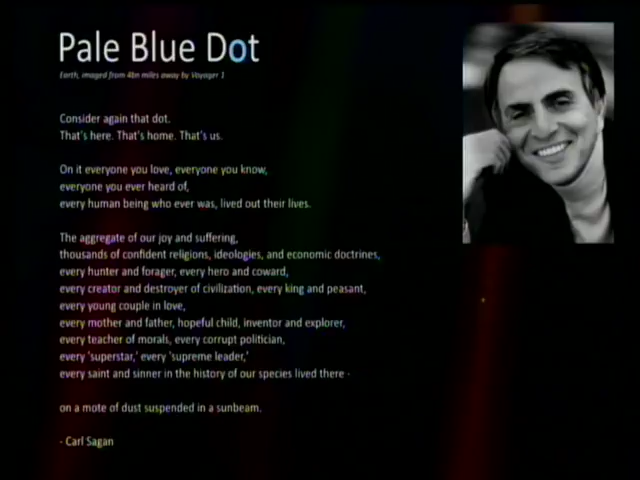 Pale Blue Dot
Earth, imaged from 4bn miles away by Voyager 1
Consider again that dot.
That's here. That's home. That's us.
On it everyone you love, everyone you know,
everyone you ever heard of,
every human being who ever was, lived out their lives.
The aggregate of our joy and suffering,
thousands of confident religions, ideologies, and economic doctrines,
every hunter and forager, every hero and coward,
every creator and destroyer of civilization, every king and peasant,
every young couple in love,
every mother and father, hopeful child, inventor and explorer,
every teacher of morals, every corrupt politician,
every 'superstar,' every 'supreme leader,'
every saint and sinner in the history of our species lived there -
on a mote of dust suspended in a sunbeam.
- Carl Sagan